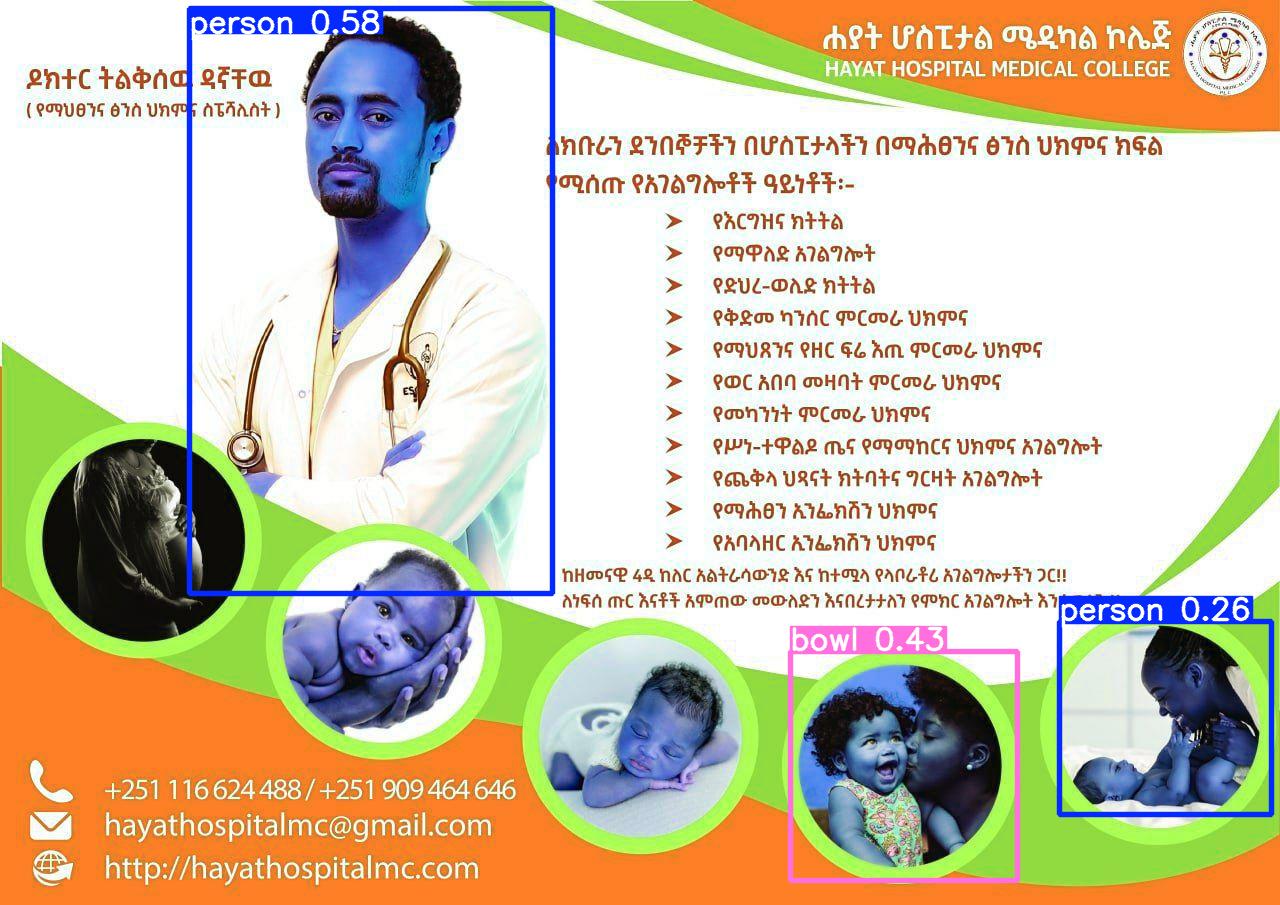 person 0.58
ዶክተር ትልቅሰዉ ዳኛቸዉ
( የማህፀንና ፅንስ ህክምና ስፔሻሊስት )
ሐያት ሆስፒታል ሜዲካል ኮሌጅ
HAYAT HOSPITAL MEDICAL COLLEGE
ለክቡራን ደንበኞቻችን በሆስፒታላችን በማሕፀንና ፅንስ ህክምና ክፍል
የሚሰጡ የአገልግሎቶች ዓይነቶች፡-
የእርግዝና ክትትል
የማዋለድ አገልግሎት
የድህረ-ወሊድ ክትትል
የቅድመ ካንሰር ምርመራ ህክምና
የማህጸንና የዘር ፍሬ እጢ ምርመራ ህክምና
የወር አበባ መዛባት ምርመራ ህክምና
የመካንነት ምርመራ ህክምና
የሥነ-ተዋልዶ ጤና የማማከርና ህክምና አገልግሎት
የጨቅላ ህጻናት ክትባትና ግርዛት አገልግሎት
የማሕፀን ኢንፌክሽን ህክምና
የአባላዘር ኢንፌክሽን ህክምና
ከዘመናዊ 4ዲ ከለር አልትራሳውንድ እና ከተሟላ የላቦራቶሪ አገልግሎታችን ጋር!!
ለነፍሰ ጡር እናቶች አምጠው መውለድን እናበረታታለን የምክር አገልግሎት
person 0.26
bowl 0.43
+251 116 624 488 / +251 909 464 646
hayathospitalmc@gmail.com
http://hayathospitalmc.com